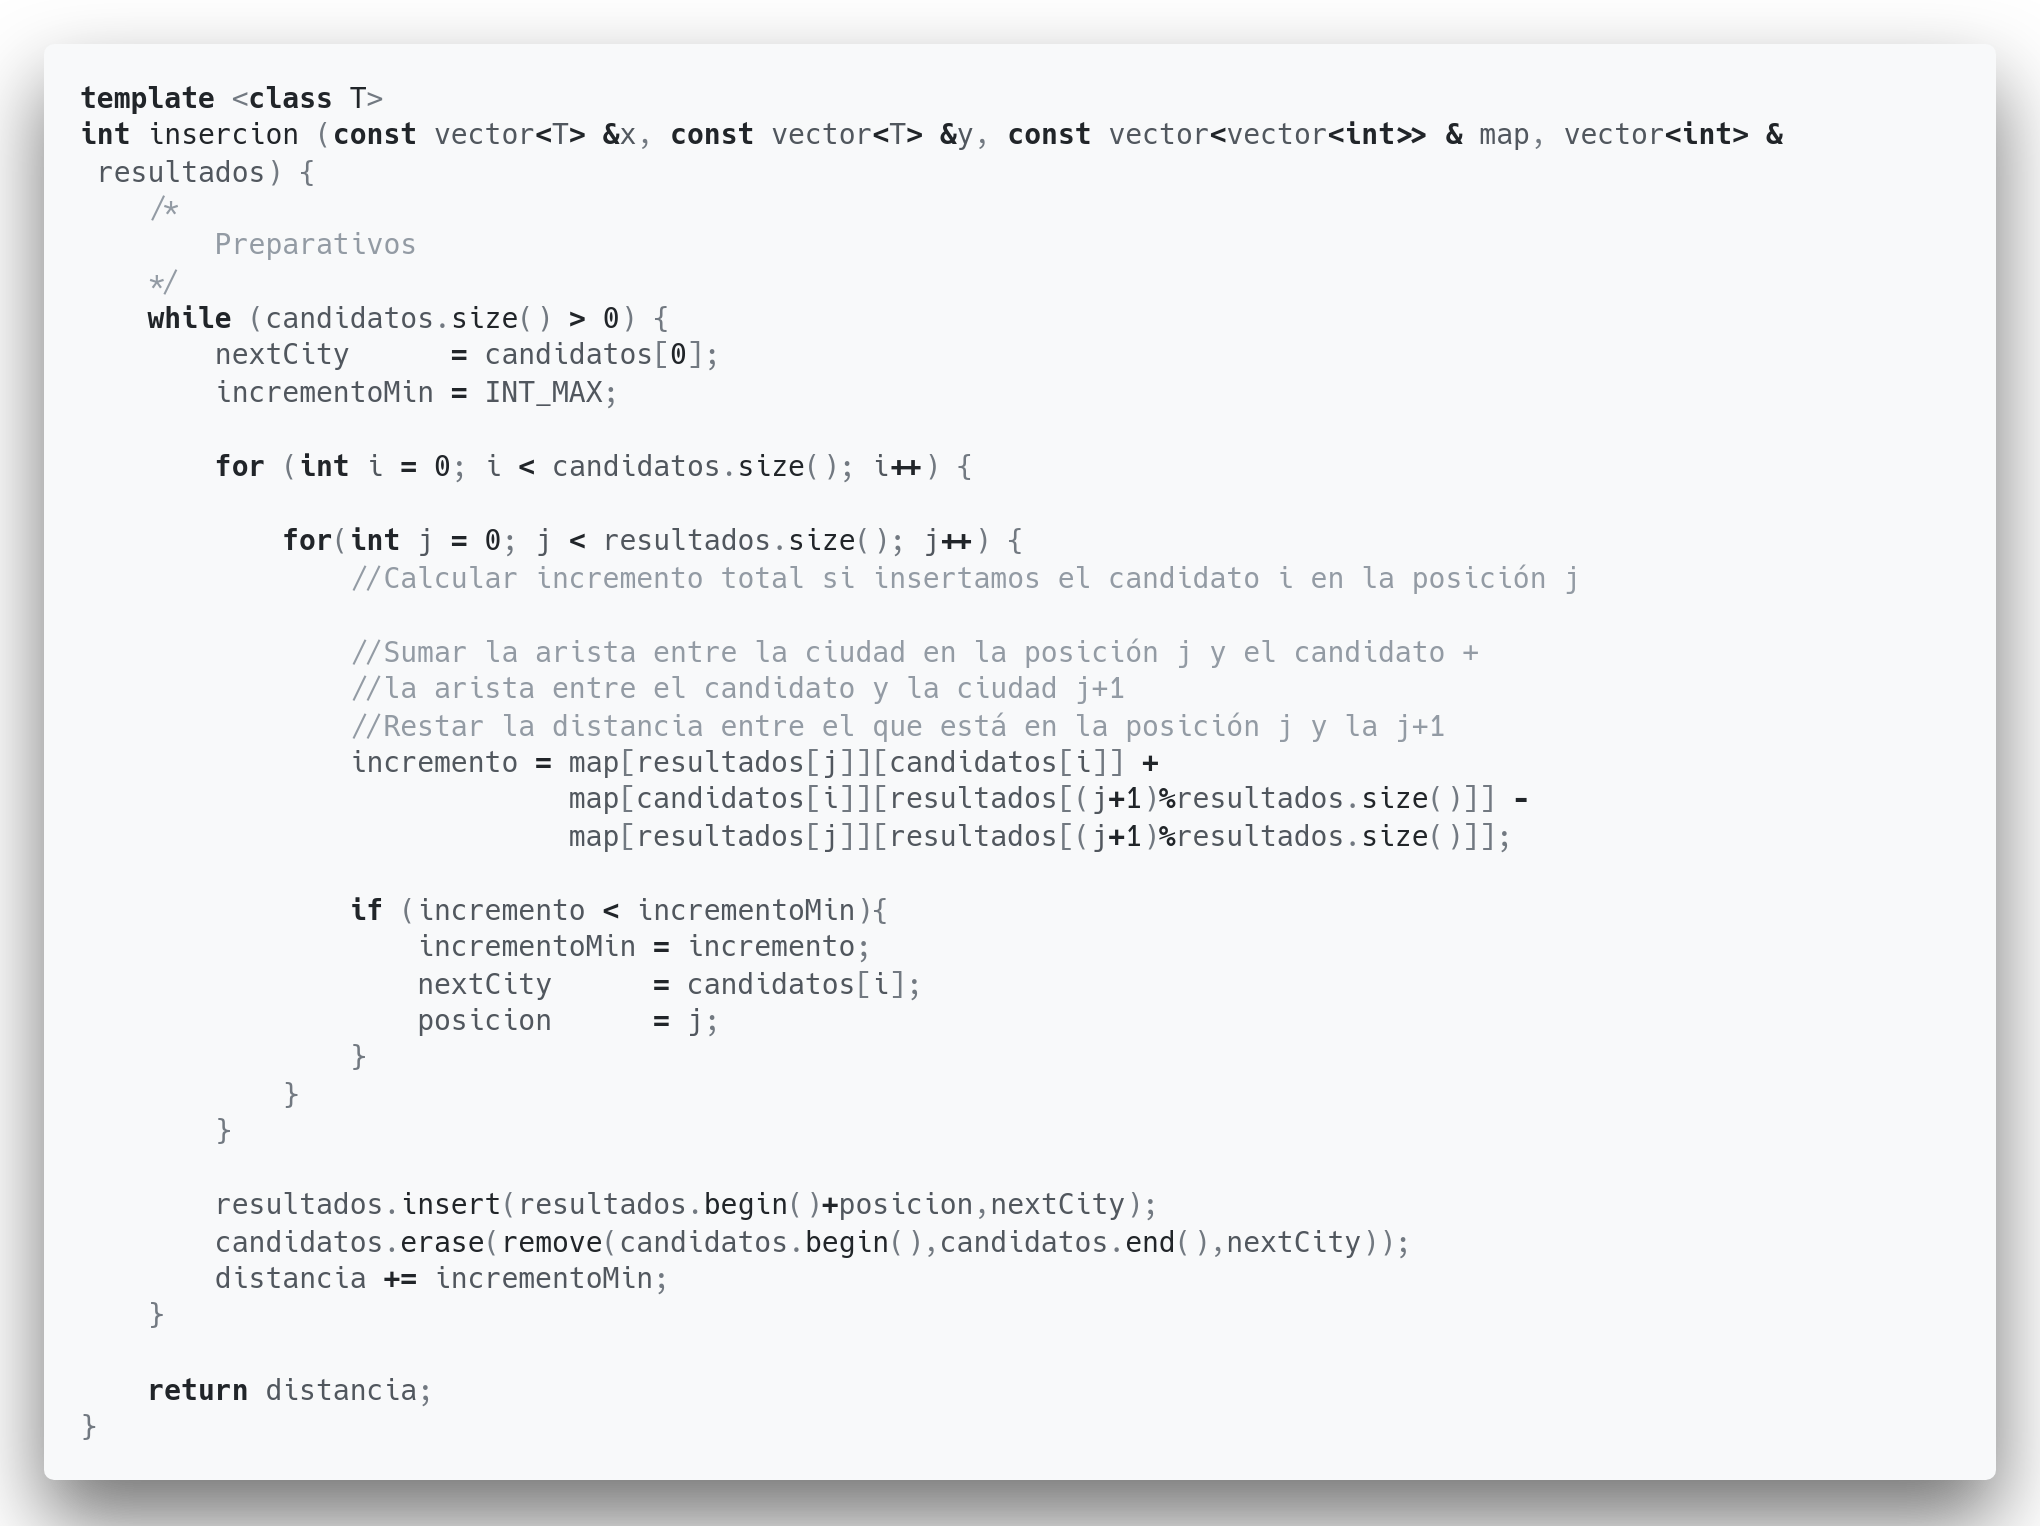 template <class T>
int insercion (const vector<T> &x, const vector<T> &y, const vector<vector<int>> & map, vector<int> &
 resultados) {
    /*
        Preparativos
    */
    while (candidatos.size() > 0) {
        nextCity      = candidatos[0];
        incrementoMin = INT_MAX;

        for (int i = 0; i < candidatos.size(); i++) {

            for(int j = 0; j < resultados.size(); j++) {
                //Calcular incremento total si insertamos el candidato i en la posición j

                //Sumar la arista entre la ciudad en la posición j y el candidato +
                //la arista entre el candidato y la ciudad j+1
                //Restar la distancia entre el que está en la posición j y la j+1
                incremento = map[resultados[j]][candidatos[i]] +
                             map[candidatos[i]][resultados[(j+1)%resultados.size()]] -
                             map[resultados[j]][resultados[(j+1)%resultados.size()]];

                if (incremento < incrementoMin){
                    incrementoMin = incremento;
                    nextCity      = candidatos[i];
                    posicion      = j;
                }
            }
        }

        resultados.insert(resultados.begin()+posicion,nextCity);
        candidatos.erase(remove(candidatos.begin(),candidatos.end(),nextCity));
        distancia += incrementoMin;
    }

    return distancia;
}